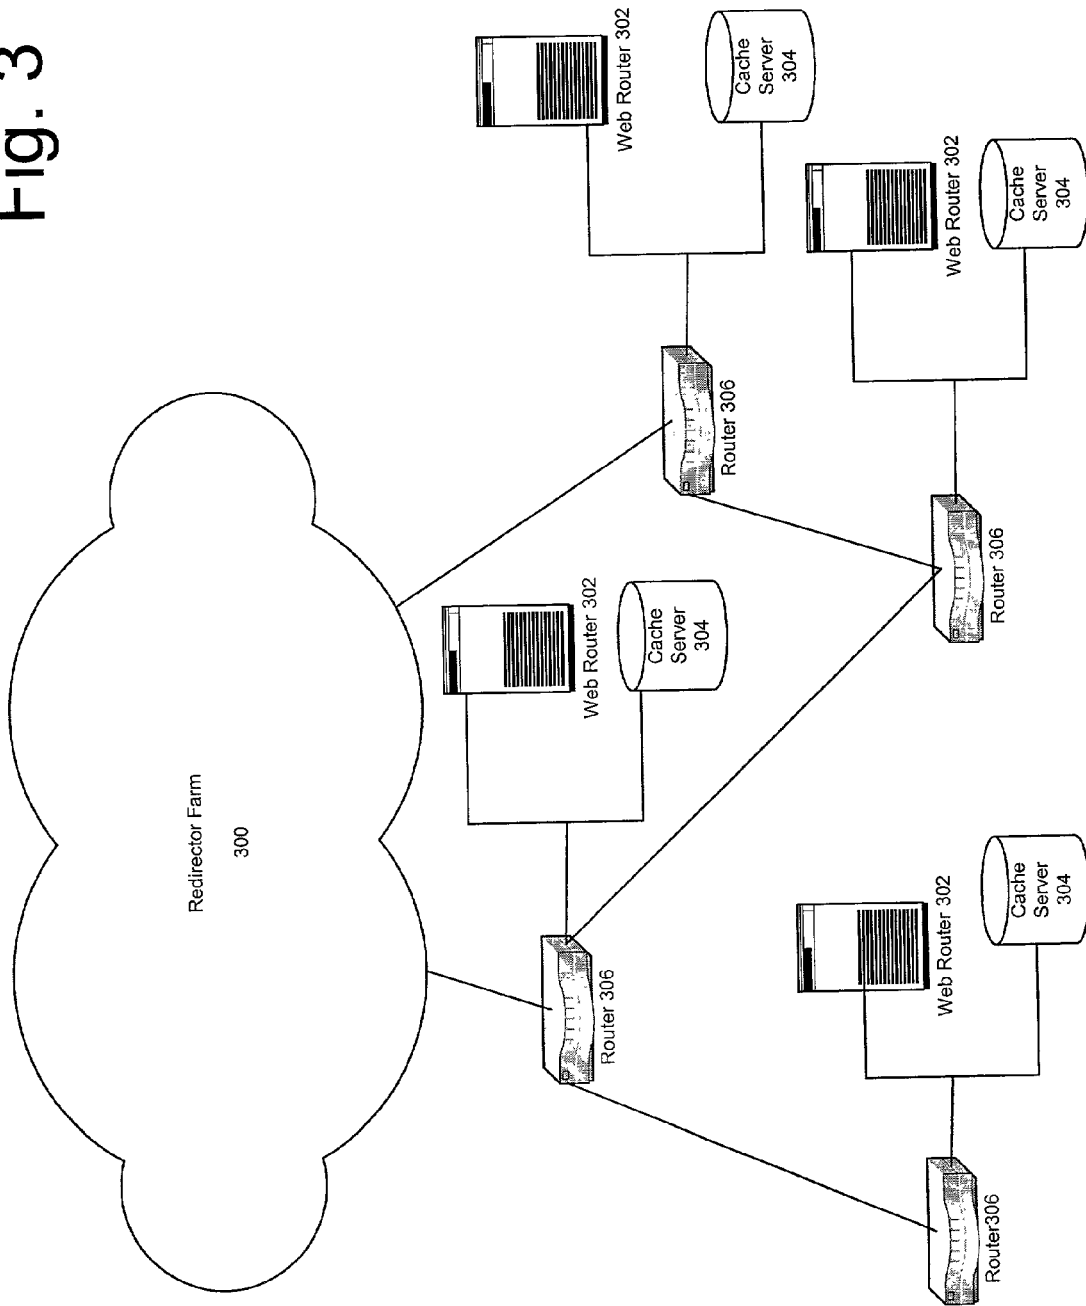 Fig. 3
Redirector Farm
300
Web Router 302
Cache
Server
304
Router 306
Web Router 302
Cache
Server
304
Router 306
Web Router 302
Cache
Server
304
Router 306
Web Router 302
Cache
Server
304
Router306